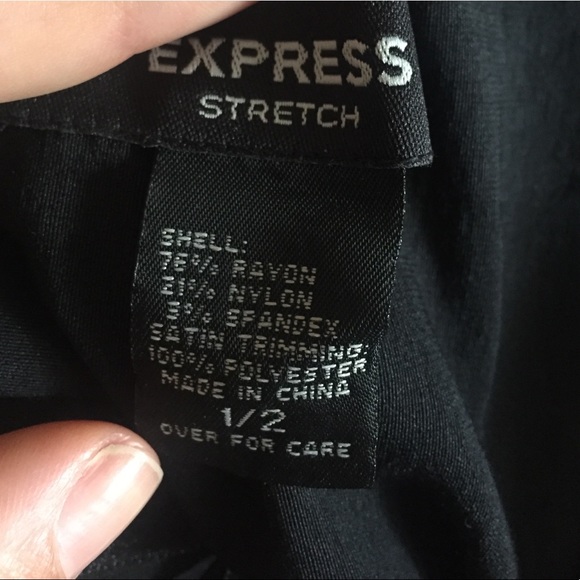 EXPRESS
STRETCH
SHELL:
76% RAYON
21% NYLON
3% SPANDEX
SATIN TRIMMING:
100% POLYESTER
MADE IN CHINA
1/2
OVER FOR CARE